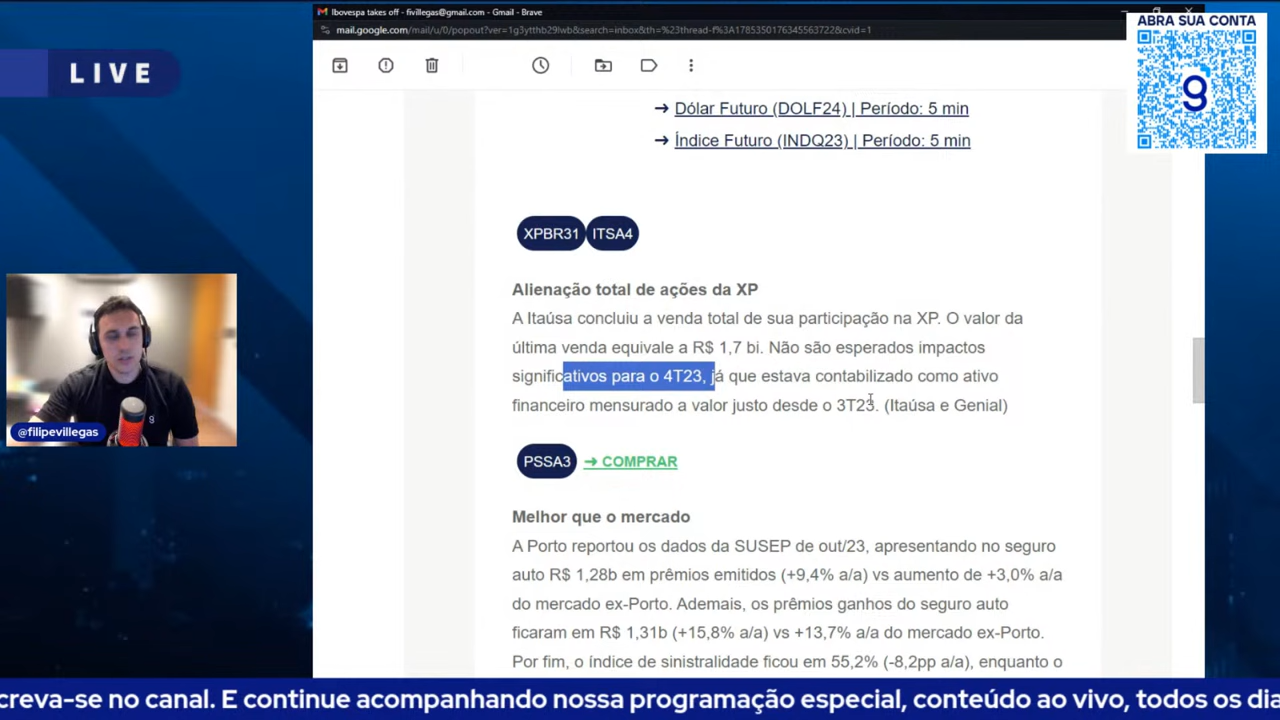 Ibovespa takes off - fivillegas@gmail.com - Gmail - Brave
mail.google.com/mail/u/0/popout?ver=1g3ytthb29lwb&search=inbox&th=%23thread-f%3A1785350176345563722&cvid=1
ABRA SUA CONTA
LIVE
→ Dólar Futuro (DOLF24) | Período: 5 min
→ Índice Futuro (INDQ23) | Período: 5 min
XPBR31 ITSA4
Alienação total de ações da XP
A Itaúsa concluiu a venda total de sua participação na XP. O valor da
última venda equivale a R$ 1,7 bi. Não são esperados impactos
significativos para o 4T23, já que estava contabilizado como ativo
financeiro mensurado a valor justo desde o 3T23. (Itaúsa e Genial)
@filipevillegas
PSSA3 → COMPRAR
Melhor que o mercado
A Porto reportou os dados da SUSEP de out/23, apresentando no seguro
auto R$ 1,28b em prêmios emitidos (+9,4% a/a) vs aumento de +3,0% a/a
do mercado ex-Porto. Ademais, os prêmios ganhos do seguro auto
ficaram em R$ 1,31b (+15,8% a/a) vs +13,7% a/a do mercado ex-Porto.
Por fim, o índice de sinistralidade ficou em 55,2% (-8,2pp a/a), enquanto o
creva-se no canal. E continue acompanhando nossa programação especial, conteúdo ao vivo, todos os dia